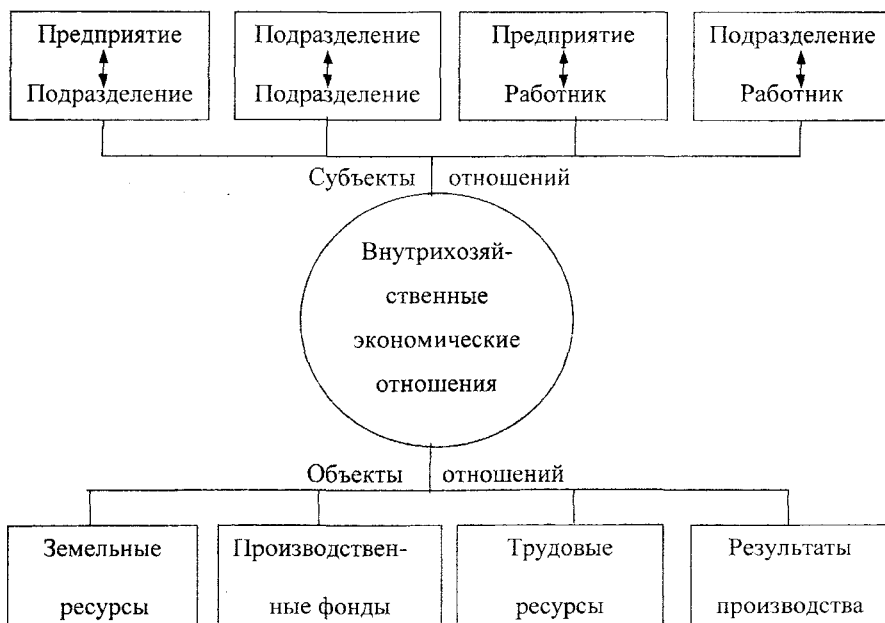 Предприятие
Подразделение
Подразделение
Подразделение
Предприятие
Работник
Подразделение
Работник
Субъекты отношений
Внутрихозяй-
ственные
экономические
отношения
Объекты отношений
Земельные
ресурсы
Производствен-
ные фонды
Трудовые
ресурсы
Результаты
производства